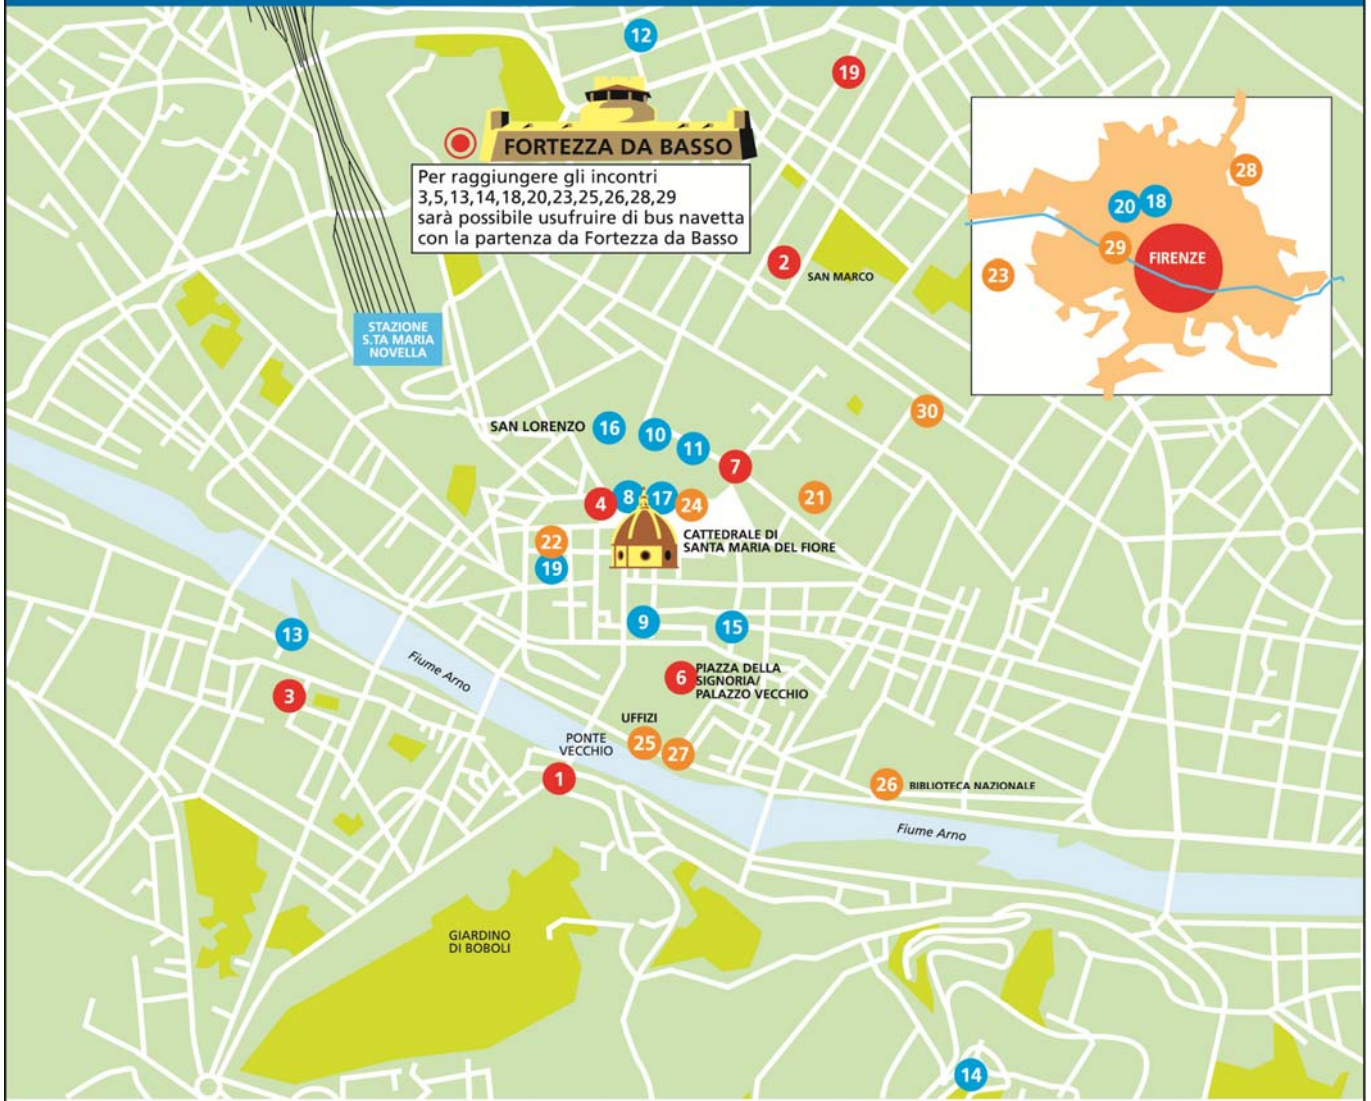 12
19
FORTEZZA DA BASSO
Per raggiungere gli incontri
3,5,13,14,18,20,23,25,26,28,29
sarà possibile usufruire di bus navetta
con la partenza da Fortezza da Basso
28
20
18
29
FIRENZE
23
2
SAN MARCO
STAZIONE
S.TA MARIA
NOVELLA
30
SAN LORENZO
16
10
11
7
4
8
17
24
21
CATTEDRALE DI
SANTA MARIA DEL FIORE
22
19
9
15
13
Fiume Arno
3
6
PIAZZA DELLA
SIGNORIA/
PALAZZO VECCHIO
UFFIZI
PONTE
VECCHIO
25
27
1
26
BIBLIOTECA NAZIONALE
Fiume Arno
GIARDINO
DI BOBOLI
14